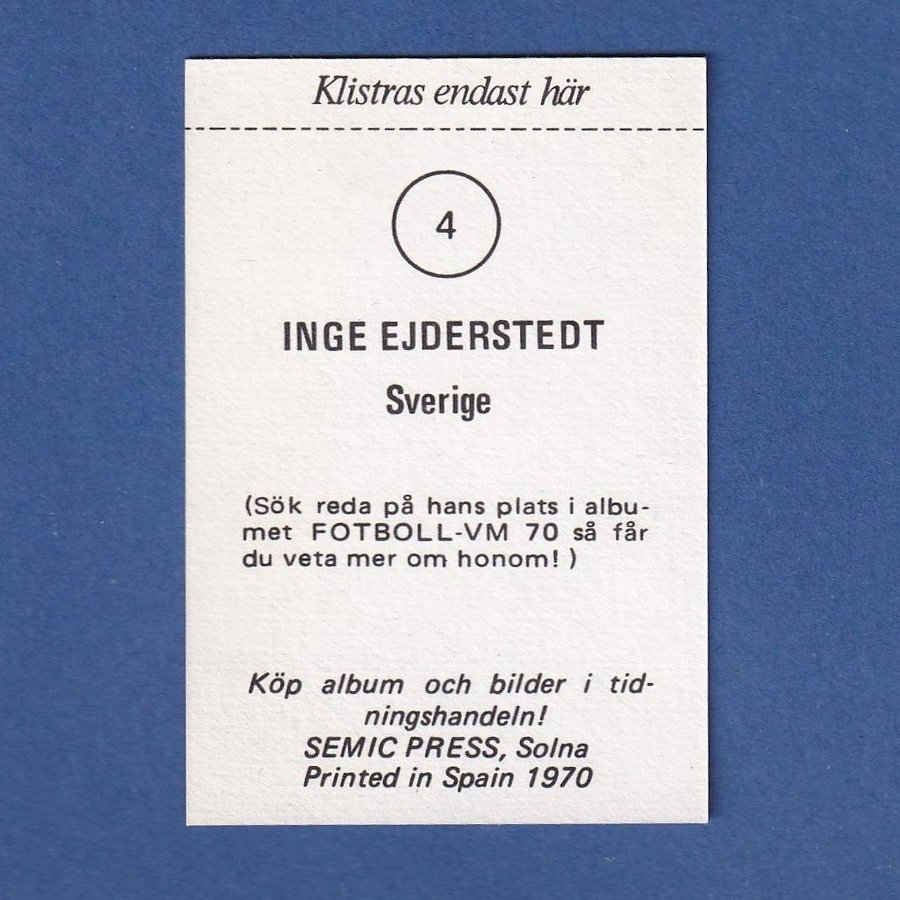 Klistras endast här
4
INGE EJDERSTEDT
Sverige
(Sök reda på hans plats i albu-
met FOTBOLL-VM 70 så får
du veta mer om honom! )
Köp album och bilder i tid-
ningshandeln!
SEMIC PRESS, Solna
Printed in Spain 1970